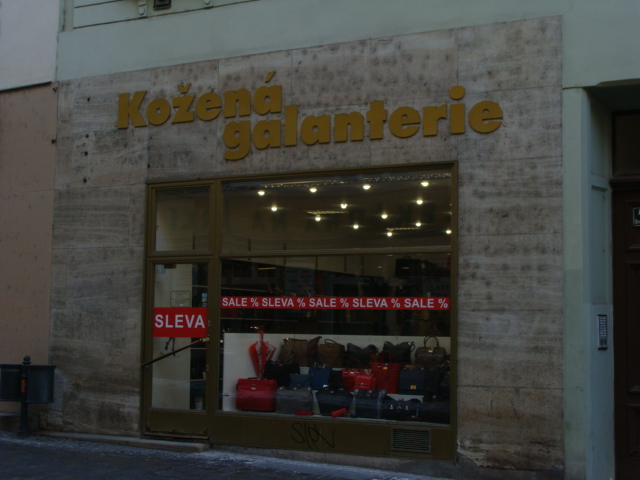 Kožená
galanterie
SALE % SLEVA % SALE % SLEVA % SALE %
SLEVA